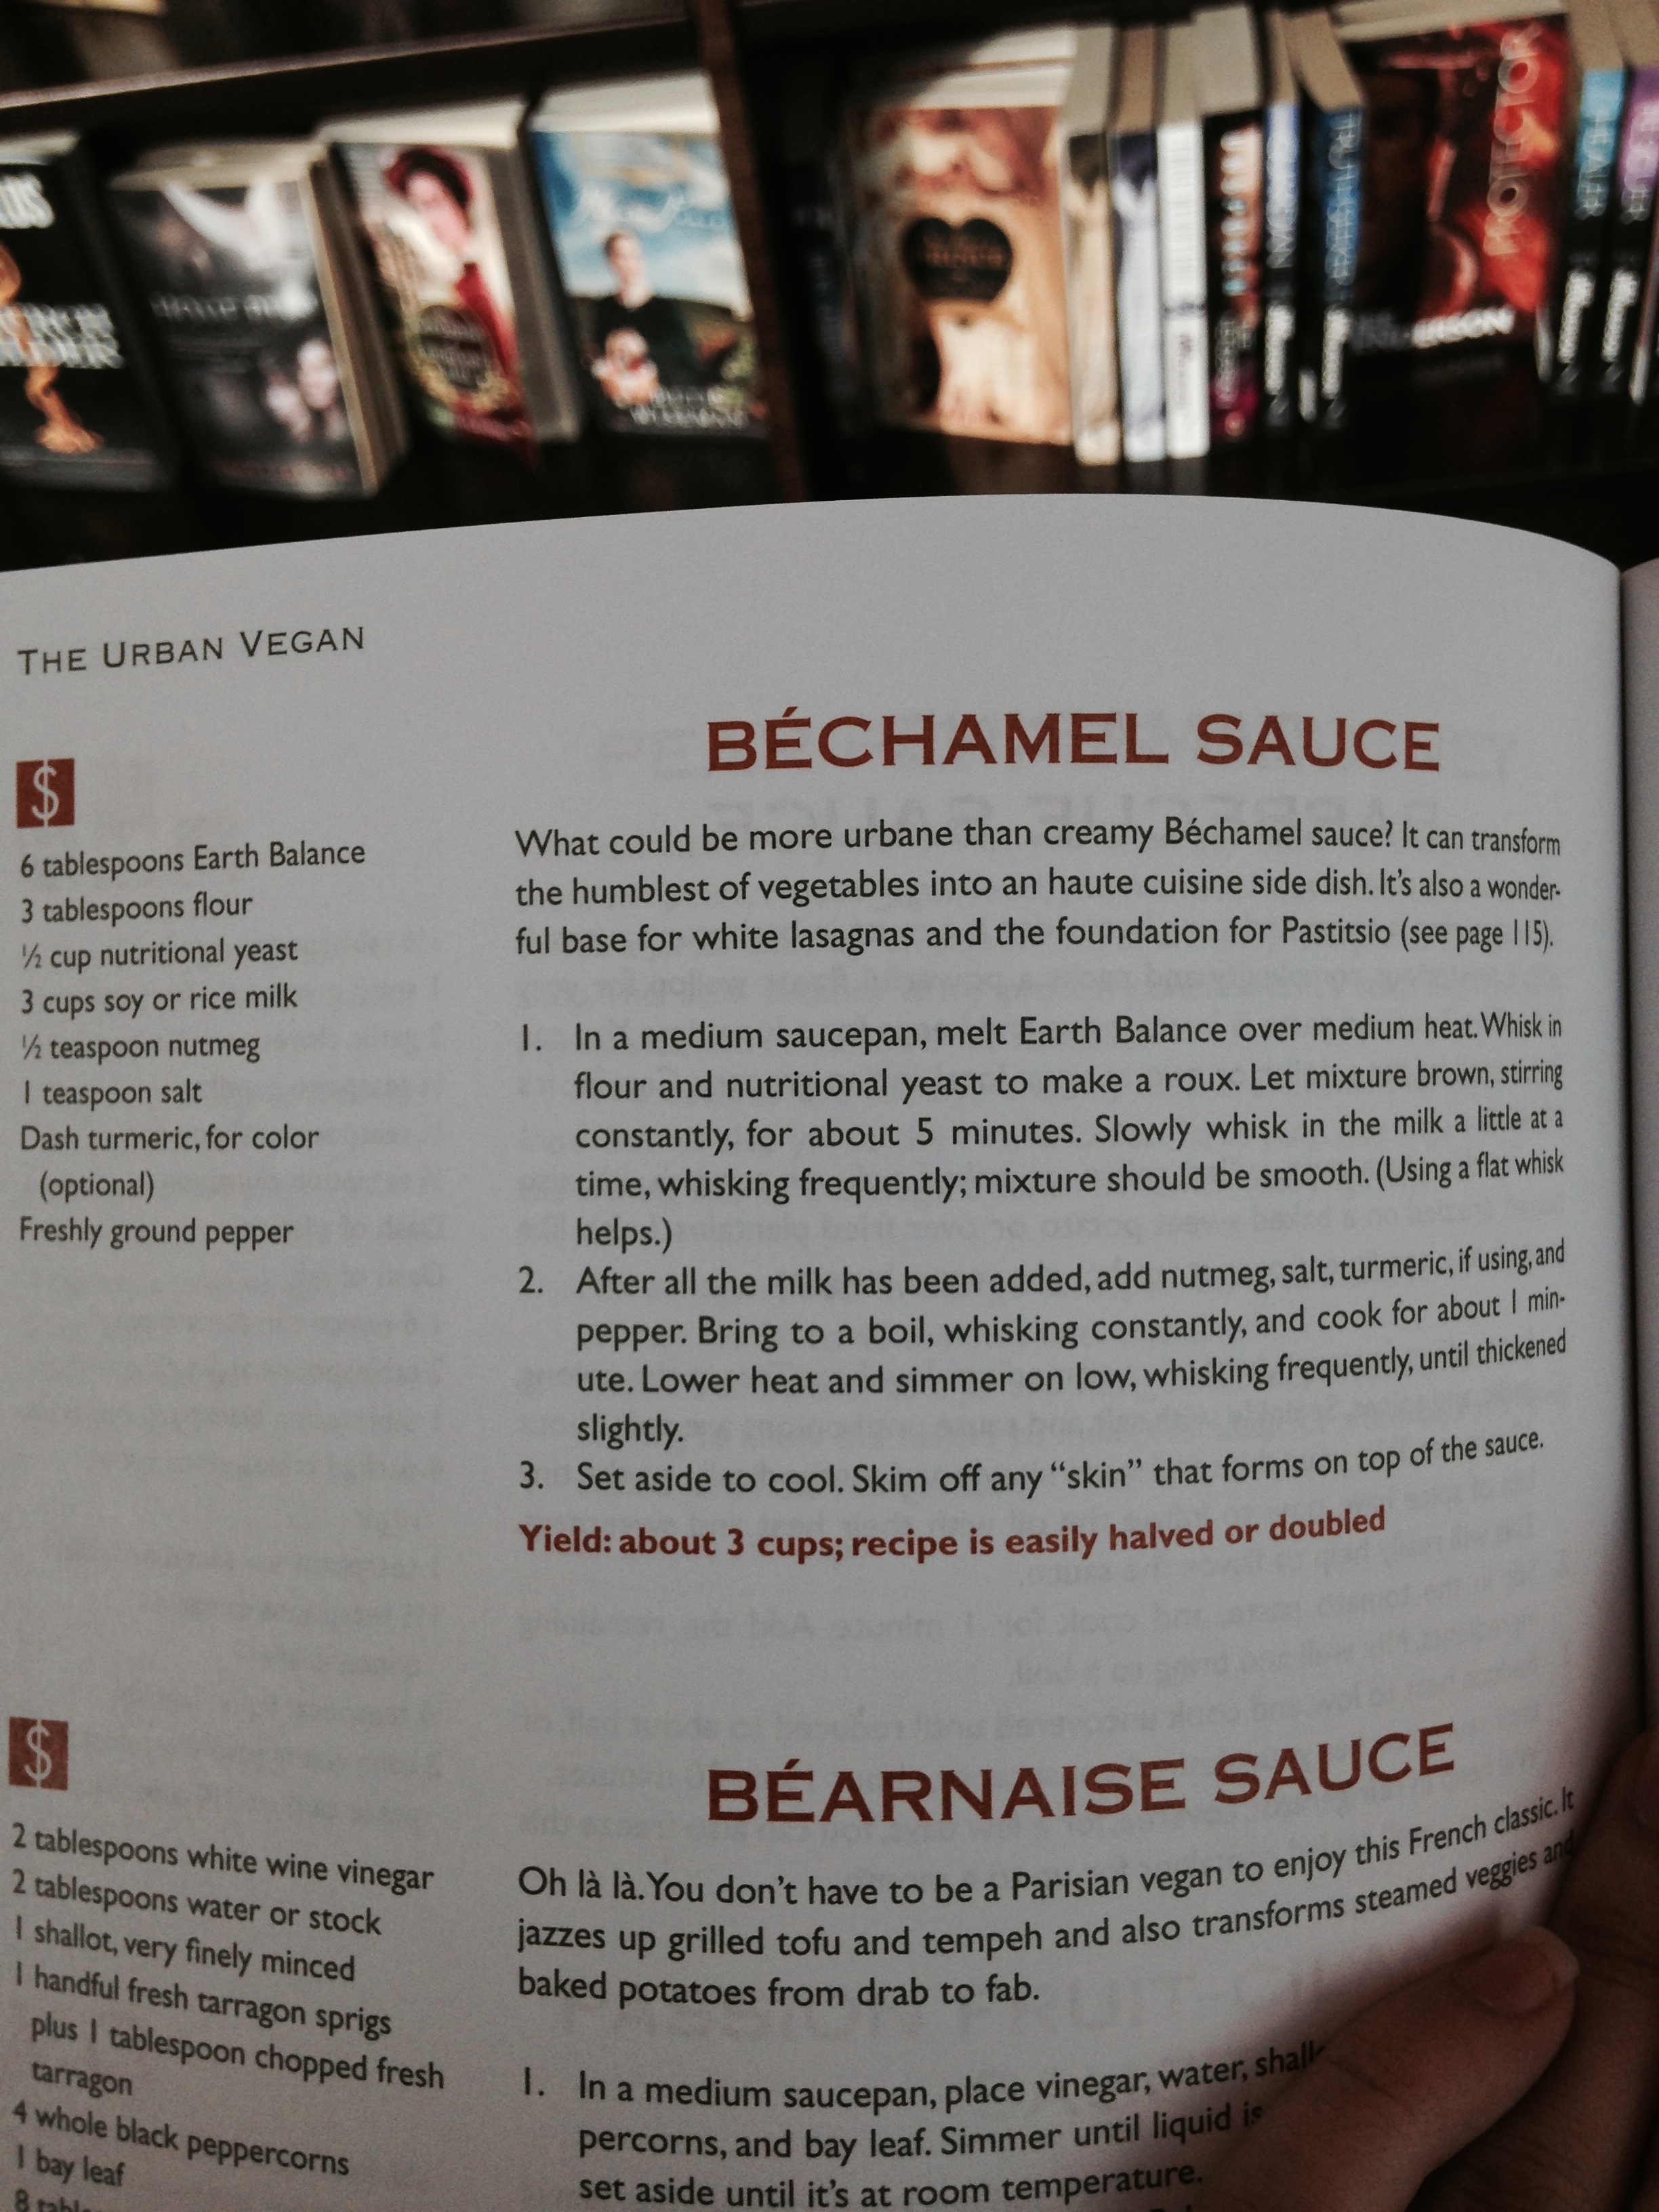 PROTECTOR
THE URBAN VEGAN
BÉCHAMEL SAUCE
$
6 tablespoons Earth Balance
3 tablespoons flour
½ cup nutritional yeast
3 cups soy or rice milk
½ teaspoon nutmeg
1 teaspoon salt
Dash turmeric, for color
(optional)
Freshly ground pepper
What could be more urbane than creamy Béchamel sauce? It can transform
the humblest of vegetables into an haute cuisine side dish. It's also a wonder-
ful base for white lasagnas and the foundation for Pastitsio (see page 115).
1. In a medium saucepan, melt Earth Balance over medium heat. Whisk in
flour and nutritional yeast to make a roux. Let mixture brown, stirring
constantly, for about 5 minutes. Slowly whisk in the milk a little at a
time, whisking frequently; mixture should be smooth. (Using a flat whisk
helps.)
2. After all the milk has been added, add nutmeg, salt, turmeric, if using, and
pepper. Bring to a boil, whisking constantly, and cook for about 1 min-
ute. Lower heat and simmer on low, whisking frequently, until thickened
slightly.
3. Set aside to cool. Skim off any “skin” that forms on top of the sauce.
Yield: about 3 cups; recipe is easily halved or doubled
BÉARNAISE SAUCE
$
2 tablespoons white wine vinegar
2 tablespoons water or stock
1 shallot, very finely minced
1 handful fresh tarragon sprigs
plus 1 tablespoon chopped fresh
tarragon
4 whole black peppercorns
1 bay leaf
8
Oh là là. You don't have to be a Parisian vegan to enjoy this French classic. It
jazzes up grilled tofu and tempeh and also transforms steamed veggies and
baked potatoes from drab to fab.
1. In a medium saucepan, place vinegar, water,
percorns, and bay leaf. Simmer until liquid is
set aside until it's at room temperature.